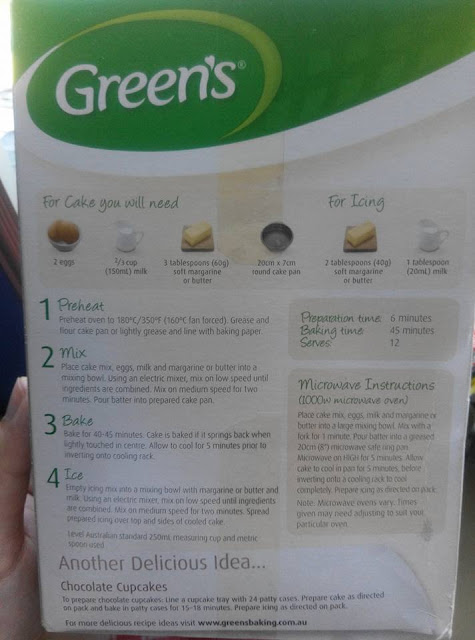 Green's®
For Cake you will need
For Icing
2 eggs
2/3 cup
(150mL) milk
3 tablespoons (60g)
soft margarine
or butter
20cm x 7cm
round cake pan
2 tablespoons (40g)
soft margarine
or butter
1 tablespoon
(20mL) milk
1 Preheat
Preheat oven to 180°C/350°F (160°C fan forced). Grease and
flour cake pan or lightly grease and line with baking paper.
2 Mix
Place cake mix, eggs, milk and margarine or butter into a
mixing bowl. Using an electric mixer, mix on low speed until
ingredients are combined. Mix on medium speed for two
minutes. Pour batter into prepared cake pan.
3 Bake
Bake for 40-45 minutes. Cake is baked if it springs back when
lightly touched in centre. Allow to cool for 5 minutes prior to
inverting onto cooling rack.
4 Ice
Empty icing mix into a mixing bowl with margarine or butter and
milk. Using an electric mixer, mix on low speed until ingredients
are combined. Mix on medium speed for two minutes. Spread
prepared icing over top and sides of cooled cake.
Level Australian standard 250mL measuring cup and metric
spoon used.
Preparation time: 6 minutes
Baking time: 45 minutes
Serves: 12
Microwave Instructions
(1000w microwave oven)
Place cake mix, eggs, milk and margarine or
butter into a large mixing bowl. Mix with a
fork for 1 minute. Pour batter into a greased
20cm (8") microwave safe ring pan.
Microwave on HIGH for 5 minutes. Allow
cake to cool in pan for 5 minutes, before
inverting onto a cooling rack to cool
completely. Prepare icing as directed on pack.
Note: Microwave ovens vary. Times
given may need adjusting to suit your
particular oven.
Another Delicious Idea...
Chocolate Cupcakes
To prepare chocolate cupcakes: Line a cupcake tray with 24 patty cases. Prepare cake as directed
on pack and bake in patty cases for 15-18 minutes. Prepare icing as directed on pack.
For more delicious recipe ideas visit www.greensbaking.com.au